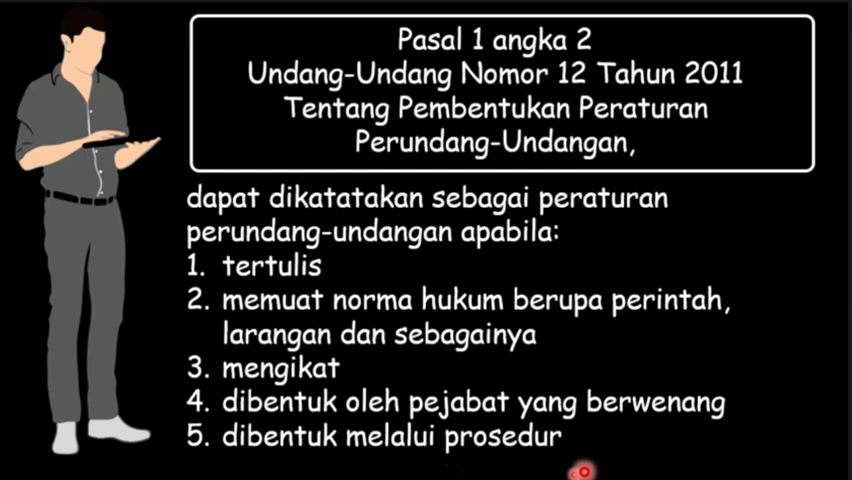 Pasal 1 angka 2
Undang-Undang Nomor 12 Tahun 2011
Tentang Pembentukan Peraturan
Perundang-Undangan,
dapat dikatatakan sebagai peraturan
perundang-undangan apabila:
1. tertulis
2. memuat norma hukum berupa perintah,
larangan dan sebagainya
3. mengikat
4. dibentuk oleh pejabat yang berwenang
5. dibentuk melalui prosedur